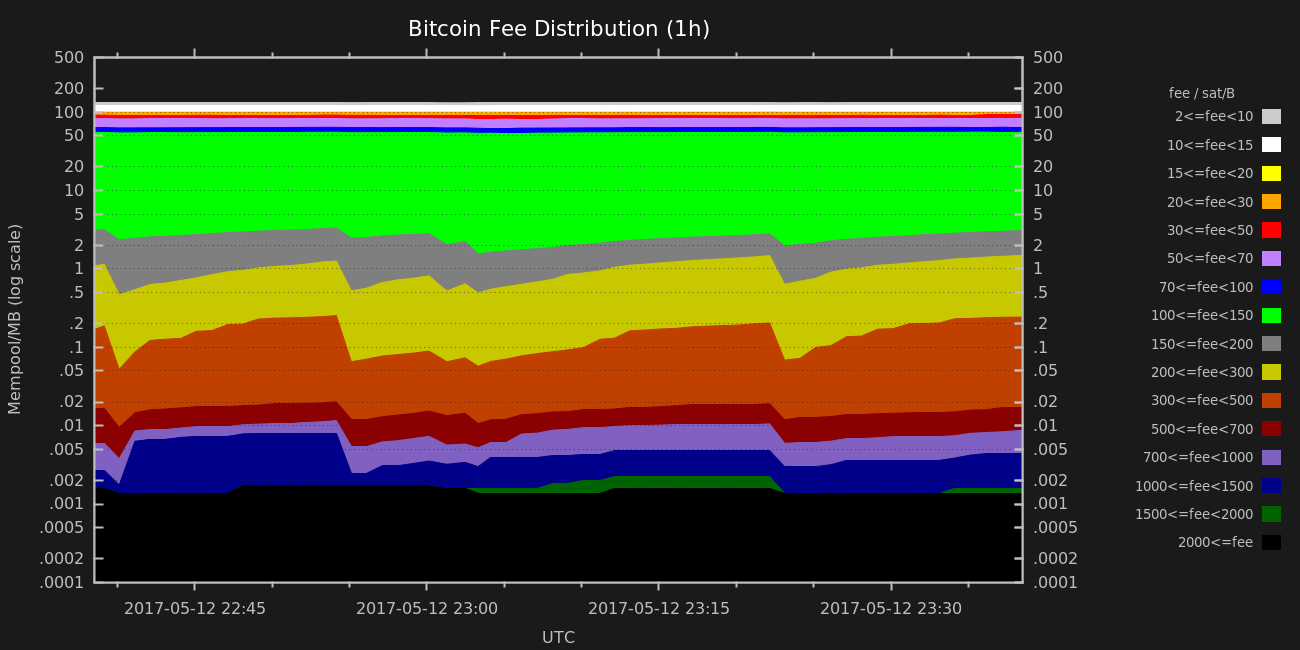 Bitcoin Fee Distribution (1h)
Mempool/MB (log scale)
500
200
100
50
20
10
5
2
1
.5
.2
.1
.05
.02
.01
.005
.002
.001
.0005
.0002
.0001
500
200
100
50
20
10
5
2
1
.5
.2
.1
.05
.02
.01
.005
.002
.001
.0005
.0002
.0001
2017-05-12 22:45
2017-05-12 23:00
2017-05-12 23:15
2017-05-12 23:30
UTC
fee / sat/B
2<=fee<10
10<=fee<15
15<=fee<20
20<=fee<30
30<=fee<50
50<=fee<70
70<=fee<100
100<=fee<150
150<=fee<200
200<=fee<300
300<=fee<500
500<=fee<700
700<=fee<1000
1000<=fee<1500
1500<=fee<2000
2000<=fee